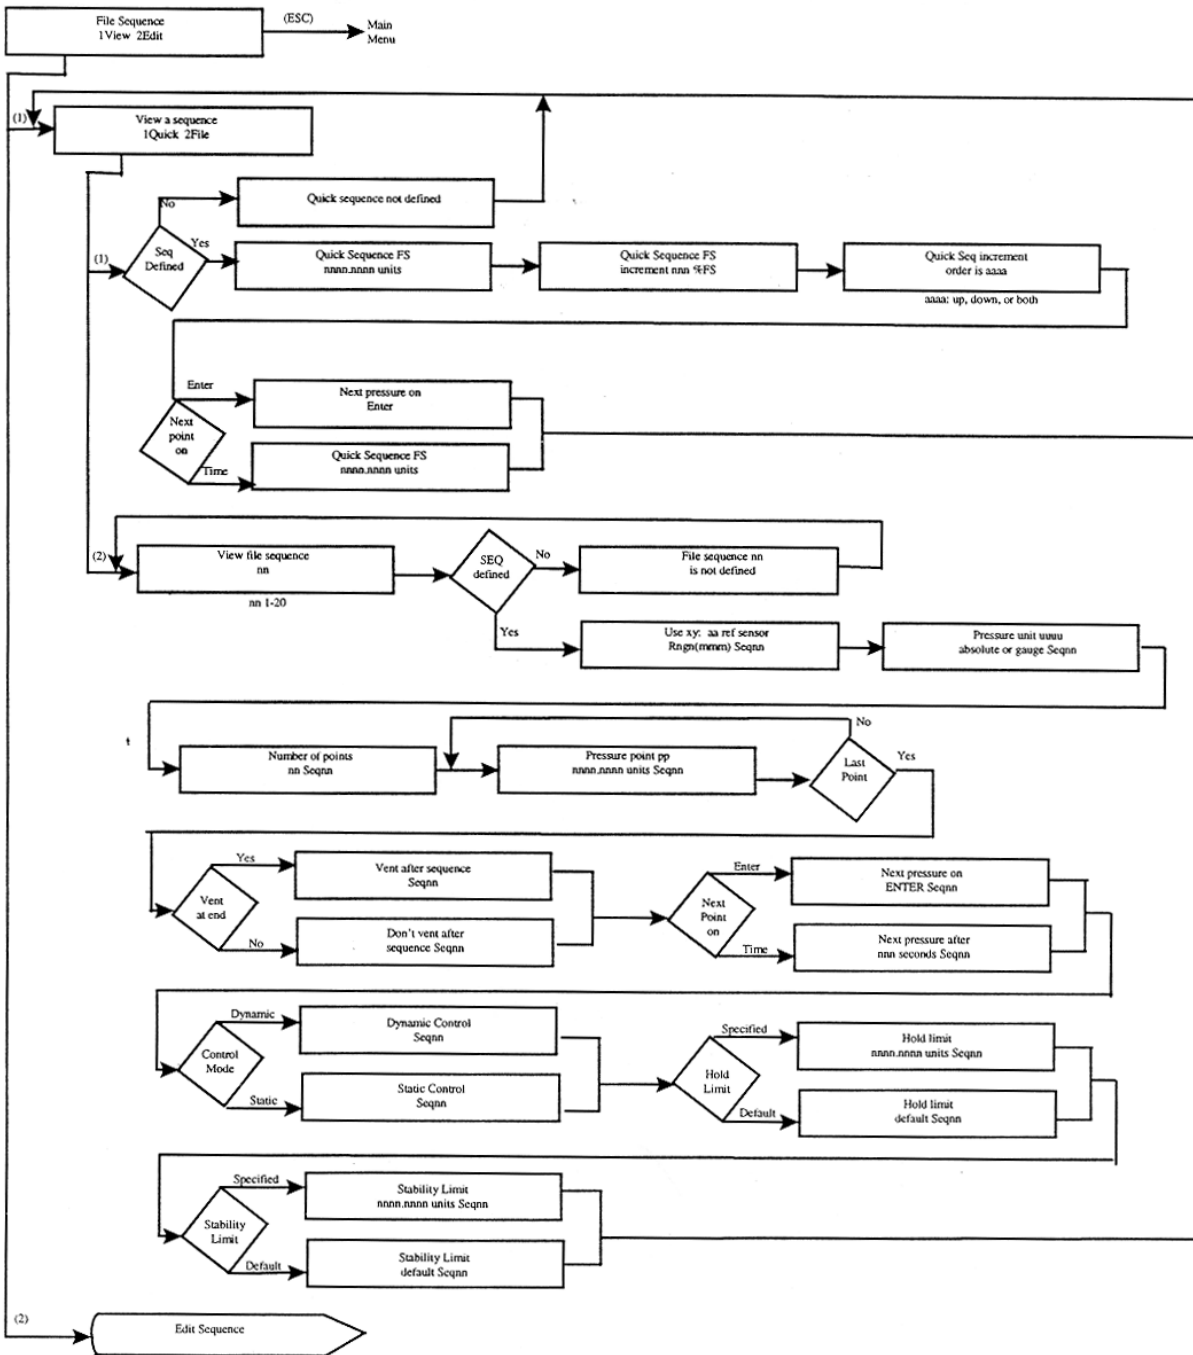 File Sequence
1View 2Edit
(ESC)
Main
Menu
(1)
View a sequence
1Quick 2File
No
Quick sequence not defined
(1)
Seq
Defined
Yes
Quick Sequence FS
nnnn.nnnn units
Quick Sequence FS
increment nnn %FS
Quick Seq increment
order is aaaa
aaaa: up, down, or both
Enter
Next pressure on
Enter
Next
point
on
Time
Quick Sequence FS
nnnn.nnnn units
(2)
View file sequence
nn
nn 1-20
SEQ
defined
No
File sequence nn
is not defined
Yes
Use xy: aa ref sensor
Rngn(mmm) Seqnn
Pressure unit uuuu
absolute or gauge Seqnn
Number of points
nn Seqnn
Pressure point pp
nnnn.nnnn units Seqnn
No
Last
Point
Yes
Vent
at end
Yes
Vent after sequence
Seqnn
No
Don't vent after
sequence Seqnn
Next
Point
on
Enter
Next pressure on
ENTER Seqnn
Time
Next pressure after
nnn seconds Seqnn
Control
Mode
Dynamic
Dynamic Control
Seqnn
Static
Static Control
Seqnn
Hold
Limit
Specified
Hold limit
nnnn.nnnn units Seqnn
Default
Hold limit
default Seqnn
Stability
Limit
Specified
Stability Limit
nnnn.nnnn units Seqnn
Default
Stability Limit
default Seqnn
(2)
Edit Sequence